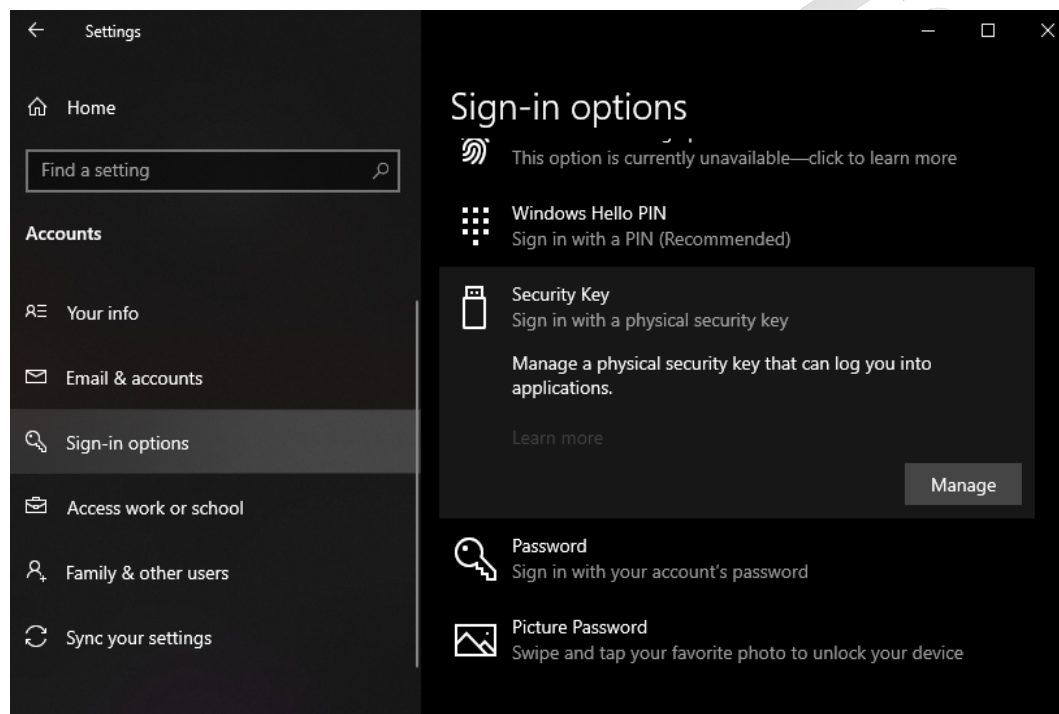 Settings
Home
Find a setting
Accounts
Your info
Email & accounts
Sign-in options
Access work or school
Family & other users
Sync your settings
Sign-in options
This option is currently unavailable—click to learn more
Windows Hello PIN
Sign in with a PIN (Recommended)
Security Key
Sign in with a physical security key
Manage a physical security key that can log you into
applications.
Learn more
Manage
Password
Sign in with your account's password
Picture Password
Swipe and tap your favorite photo to unlock your device